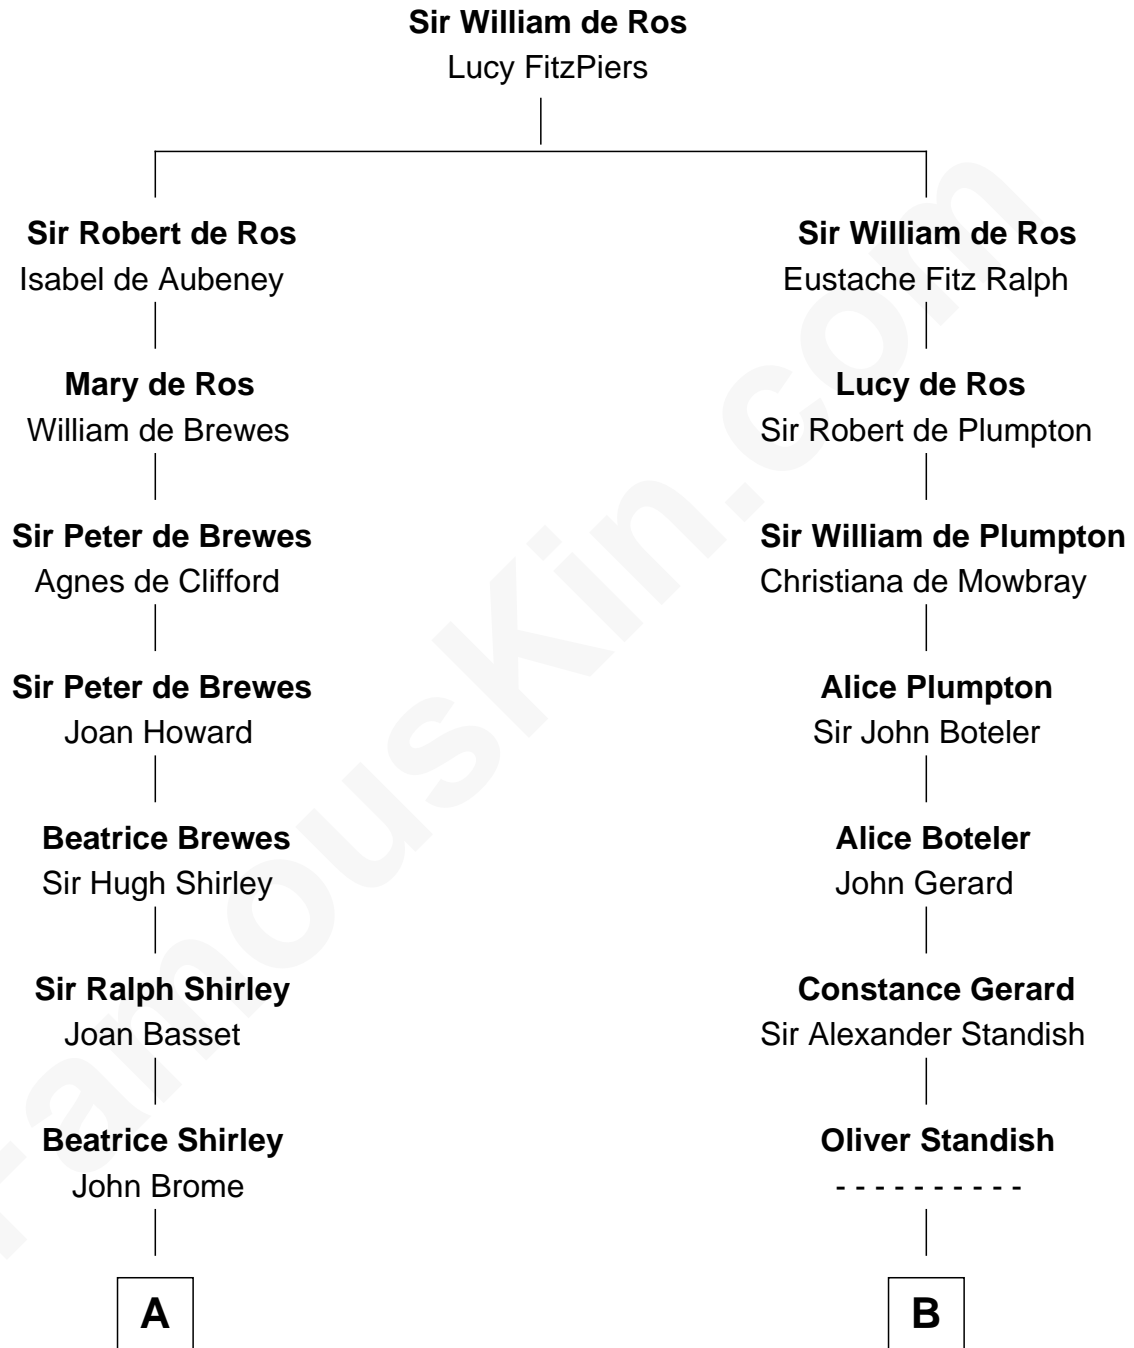 Sir William de Ros
Lucy FitzPiers
Sir Robert de Ros
Isabel de Aubeney
Sir William de Ros
Eustache Fitz Ralph
Mary de Ros
William de Brewes
Lucy de Ros
Sir Robert de Plumpton
Sir Peter de Brewes
Agnes de Clifford
Sir William de Plumpton
Christiana de Mowbray
Sir Peter de Brewes
Joan Howard
Alice Plumpton
Sir John Boteler
Beatrice Brewes
Sir Hugh Shirley
Alice Boteler
John Gerard
Sir Ralph Shirley
Joan Basset
Constance Gerard
Sir Alexander Standish
Beatrice Shirley
John Brome
Oliver Standish
- - - - - - - - - -
A
B
FamousKin.com